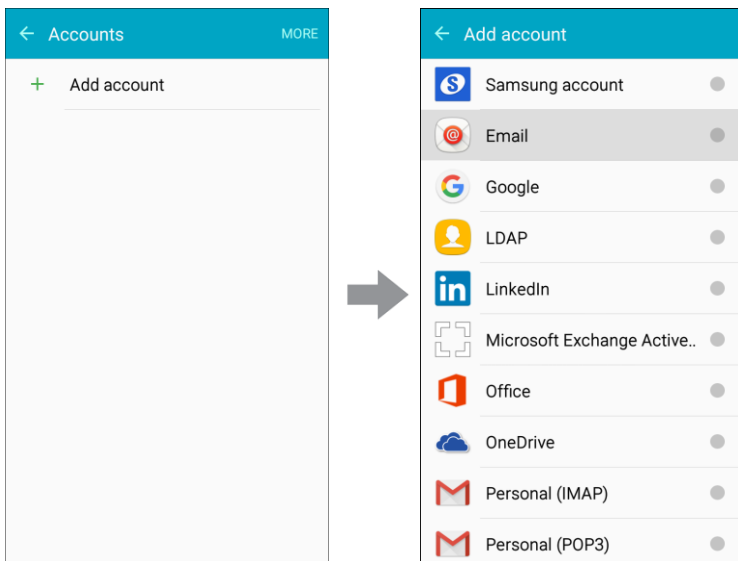 Accounts
MORE
Add account
Add account
Samsung account
Email
Google
LDAP
LinkedIn
Microsoft Exchange Active..
Office
OneDrive
Personal (IMAP)
Personal (POP3)